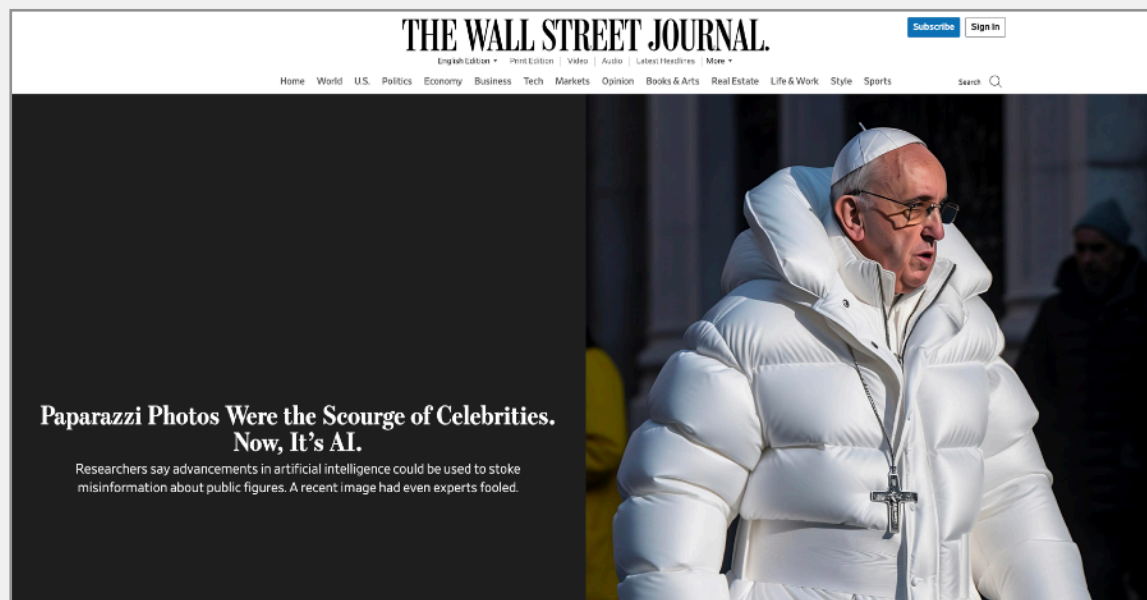 THE WALL STREET JOURNAL.
Subscribe
Sign In
English Edition
Print Edition
Video
Audio
Latest Headlines
More
Home World U.S. Politics Economy Business Tech Markets Opinion Books & Arts Real Estate Life & Work Style Sports
Search
Paparazzi Photos Were the Scourge of Celebrities.
Now, It’s AI.
Researchers say advancements in artificial intelligence could be used to stoke
misinformation about public figures. A recent image had even experts fooled.